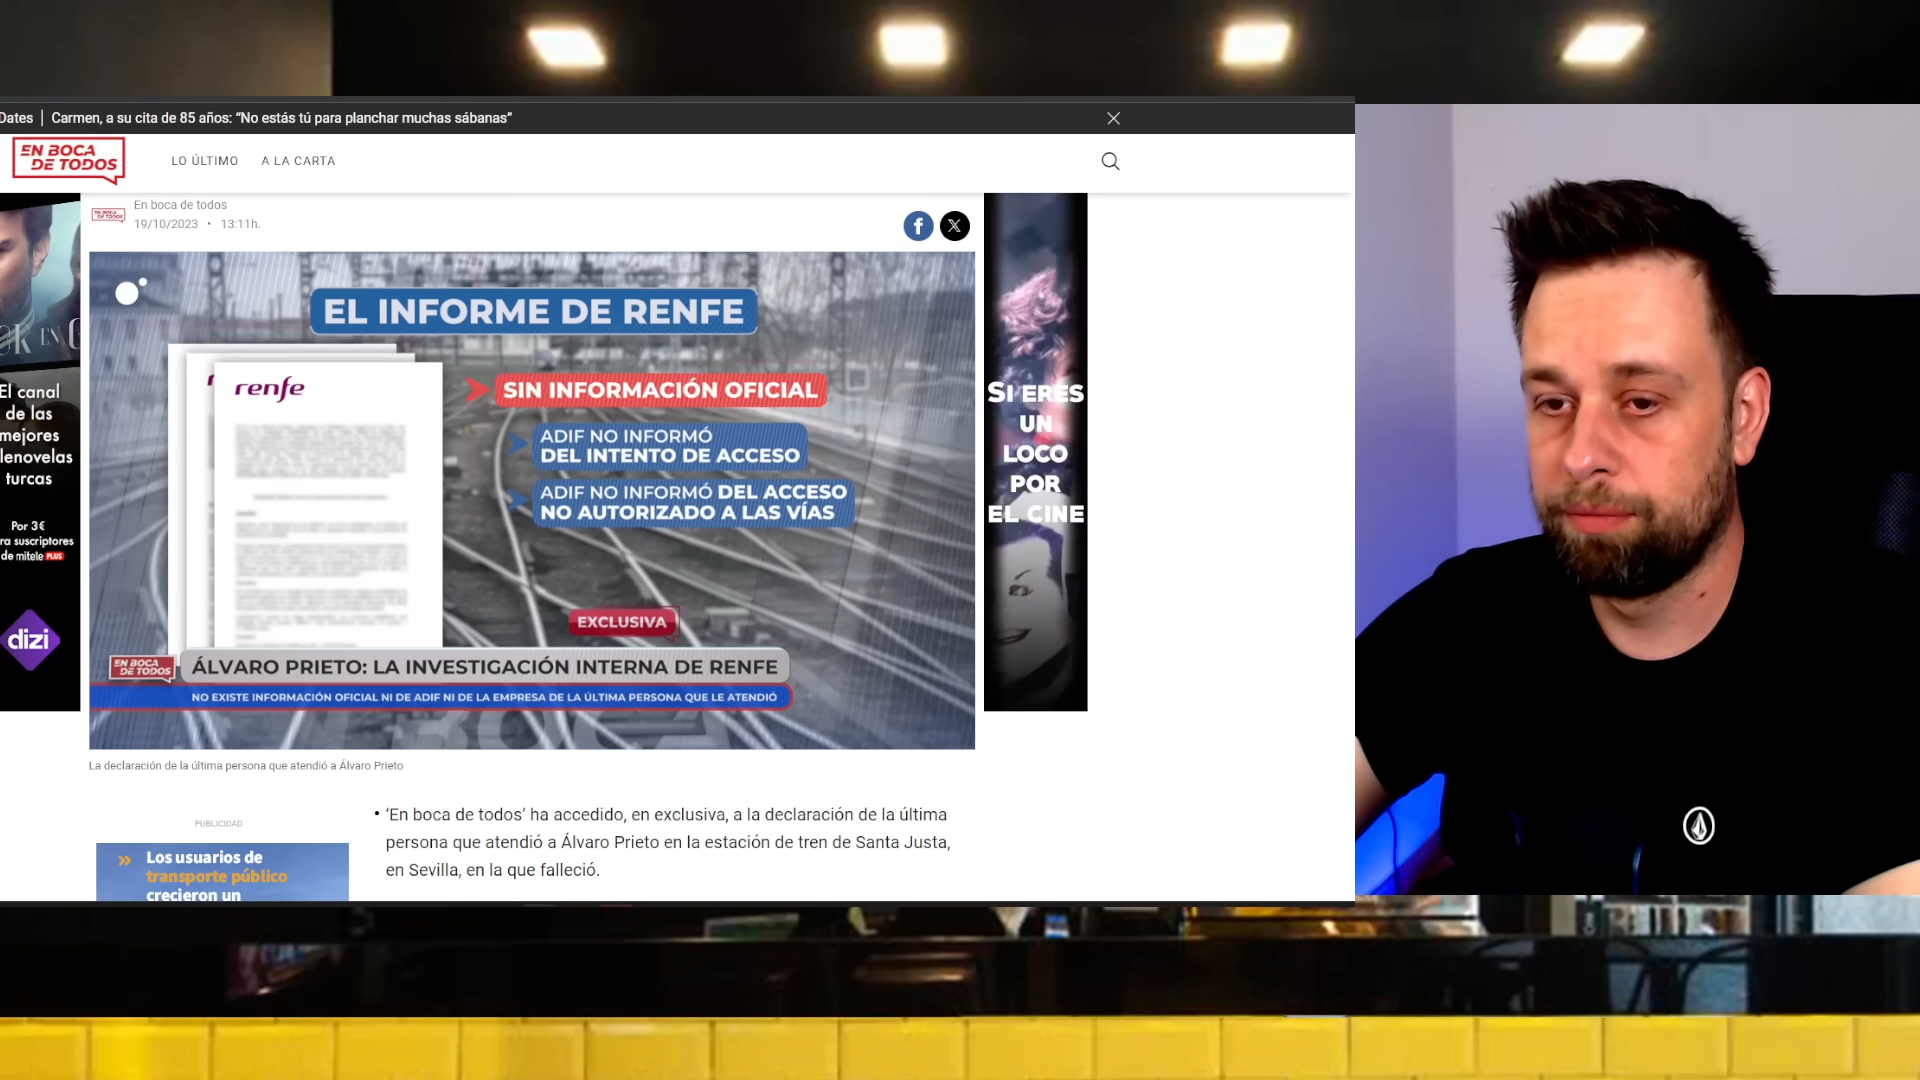 Dates | Carmen, a su cita de 85 años: “No estás tú para planchar muchas sábanas”
EN BOCA
DE TODOS
LO ÚLTIMO
A LA CARTA
EN BOCA
DE TODOS
En boca de todos
19/10/2023 • 13:11h.
El canal
de las
mejores
lenovelas
turcas
Por 3€
ra suscriptores
de mitele PLUS
dizi
EL INFORME DE RENFE
renfe
SIN INFORMACIÓN OFICIAL
ADIF NO INFORMÓ
DEL INTENTO DE ACCESO
ADIF NO INFORMÓ DEL ACCESO
NO AUTORIZADO A LAS VÍAS
EXCLUSIVA
EN BOCA
DE TODOS
ÁLVARO PRIETO: LA INVESTIGACIÓN INTERNA DE RENFE
NO EXISTE INFORMACIÓN OFICIAL NI DE ADIF NI DE LA EMPRESA DE LA ÚLTIMA PERSONA QUE LE ATENDIÓ
SI ERES
UN
LOCO
POR
EL CINE
La declaración de la última persona que atendió a Álvaro Prieto
PUBLICIDAD
Los usuarios de
transporte público
crecieron un
• ‘En boca de todos’ ha accedido, en exclusiva, a la declaración de la última
persona que atendió a Álvaro Prieto en la estación de tren de Santa Justa,
en Sevilla, en la que falleció.